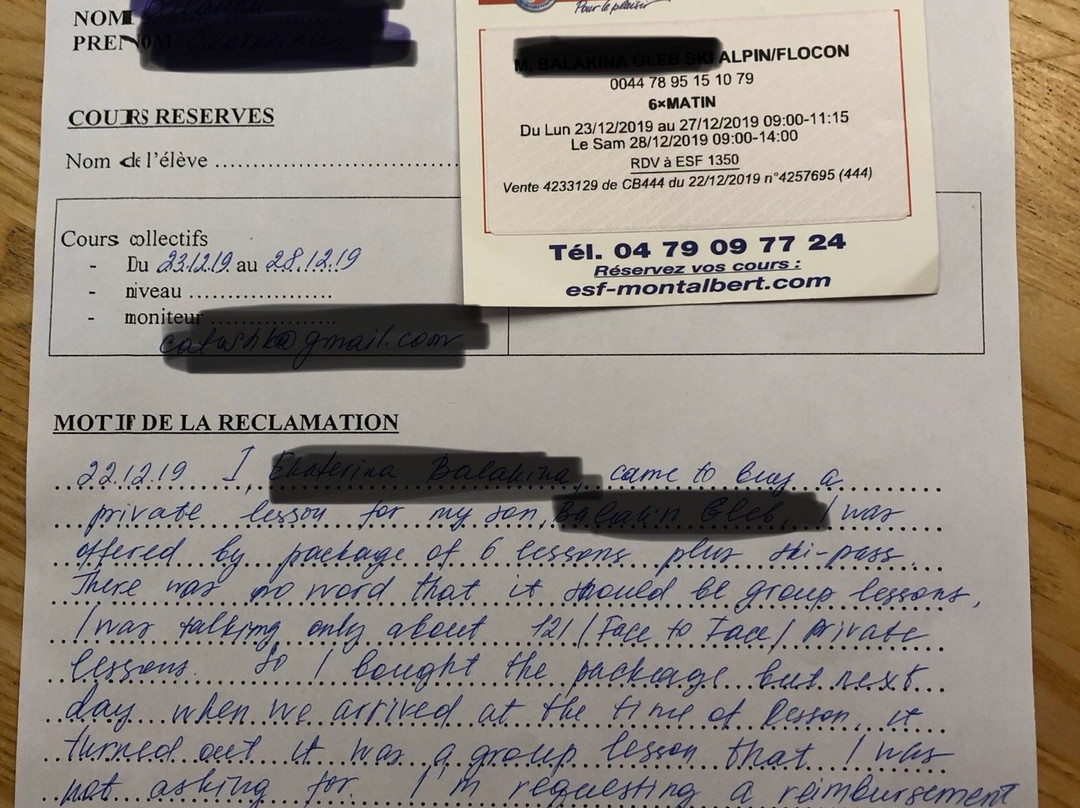 Pour le plaisir
NOM
PRENOM
ALPIN/FLOCON
0044 78 95 15 10 79
6×MATIN
Du Lun 23/12/2019 au 27/12/2019 09:00-11:15
Le Sam 28/12/2019 09:00-14:00
RDV à ESF 1350
Vente 4233129 de CB444 du 22/12/2019 n°4257695 (444)
Tél. 04 79 09 77 24
Réservez vos cours :
esf-montalbert.com
COURS RESERVES
Nom de l'élève
Cours collectifs
- Du 23.12.19 au 28.12.19
- niveau
- moniteur
MOTIF DE LA RECLAMATION
22.12.19 I, came to buy a
private lesson for my son, I was
offered by package of 6 lessons plus ski-pass.
There was no word that it should be group lessons,
I was talking only about 121 / Face to Face / private
lessons. So I bought the package but next
day when we arrived at the time of lesson, it
turned out it was a group lesson that I was
not asking for. I'm requesting a reimbursement